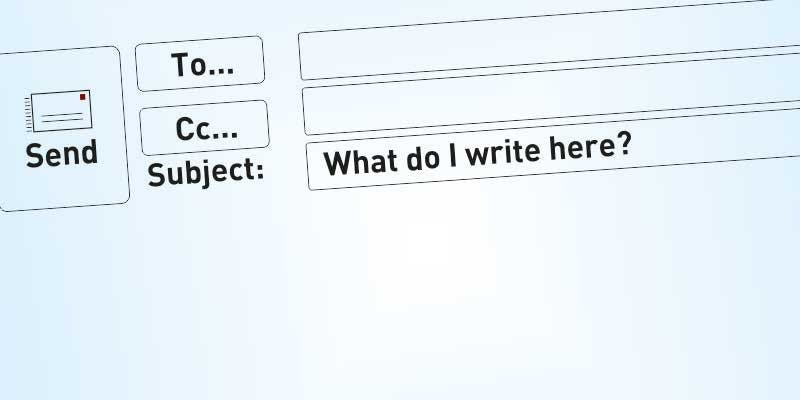 To...
Cc...
Send
Subject: What do I write here?